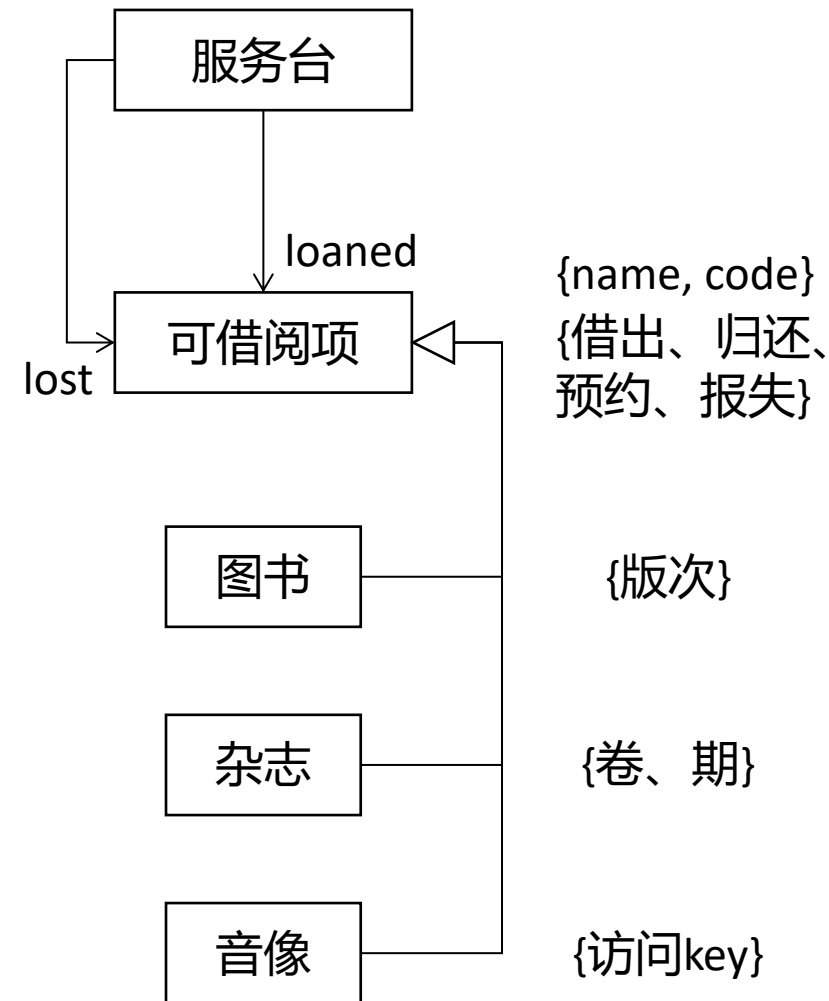 服务台
loaned
{name, code}
可借阅项
{借出、归还、
预约、报失}
lost
图书
{版次}
杂志
{卷、期}
音像
{访问key}